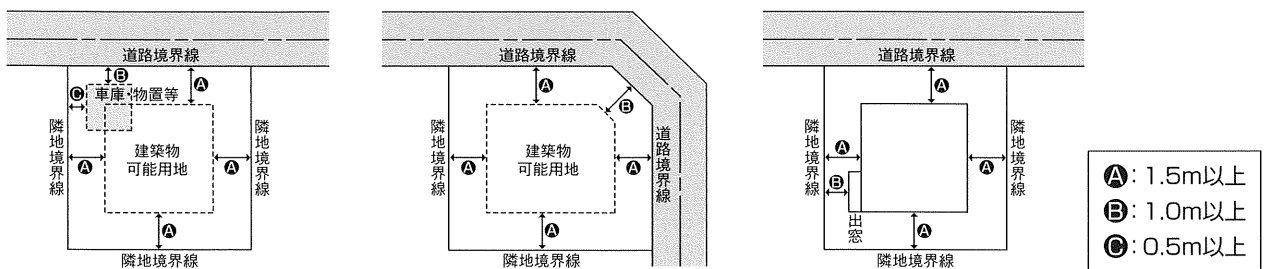 道路境界線
B
A
C
車庫・物置等
隣地境界線
建築物
可能用地
隣地境界線
A
A
A
隣地境界線
道路境界線
A
B
隣地境界線
建築物
可能用地
道路境界線
A
A
A
隣地境界線
道路境界線
A
隣地境界線
A
隣地境界線
A
B
出窓
A
隣地境界線
A：1.5m以上
B：1.0m以上
C：0.5m以上